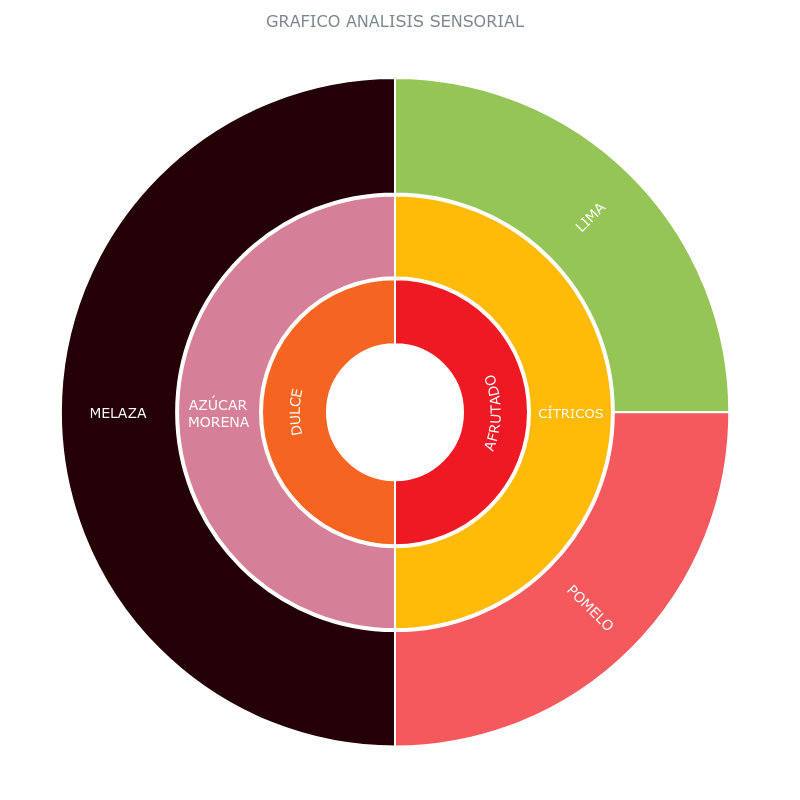 GRAFICO ANALISIS SENSORIAL
LIMA
MELAZA
AZÚCAR
MORENA
DULCE
AFRUTADO
CÍTRICOS
POMELO